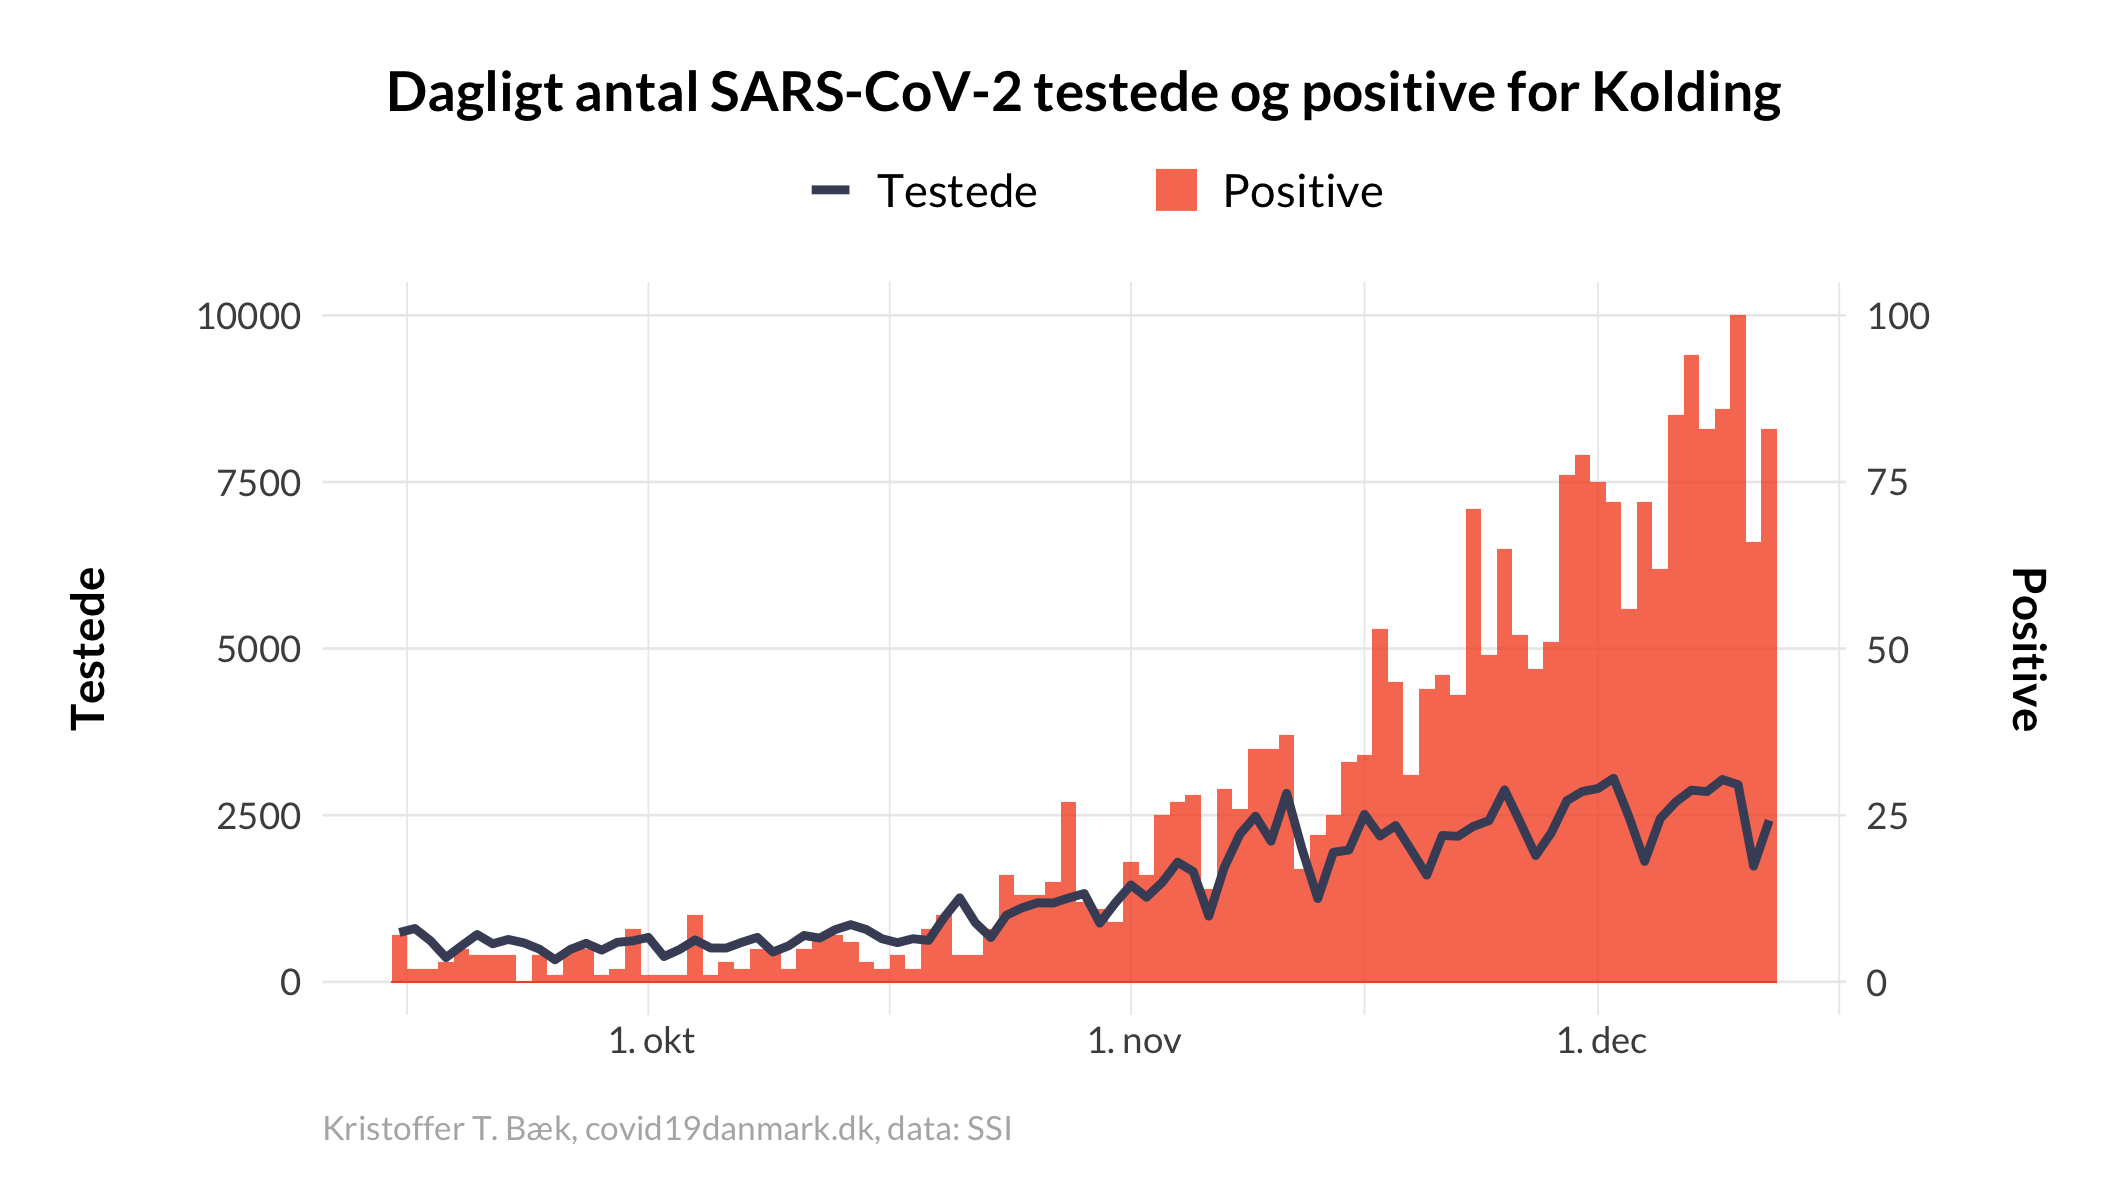 Dagligt antal SARS-CoV-2 testede og positive for Kolding
Testede
Positive
10000
7500
5000
2500
0
100
75
50
25
0
Testede
Positive
1. okt
1. nov
1. dec
Kristoffer T. Bæk, covid19danmark.dk, data: SSI